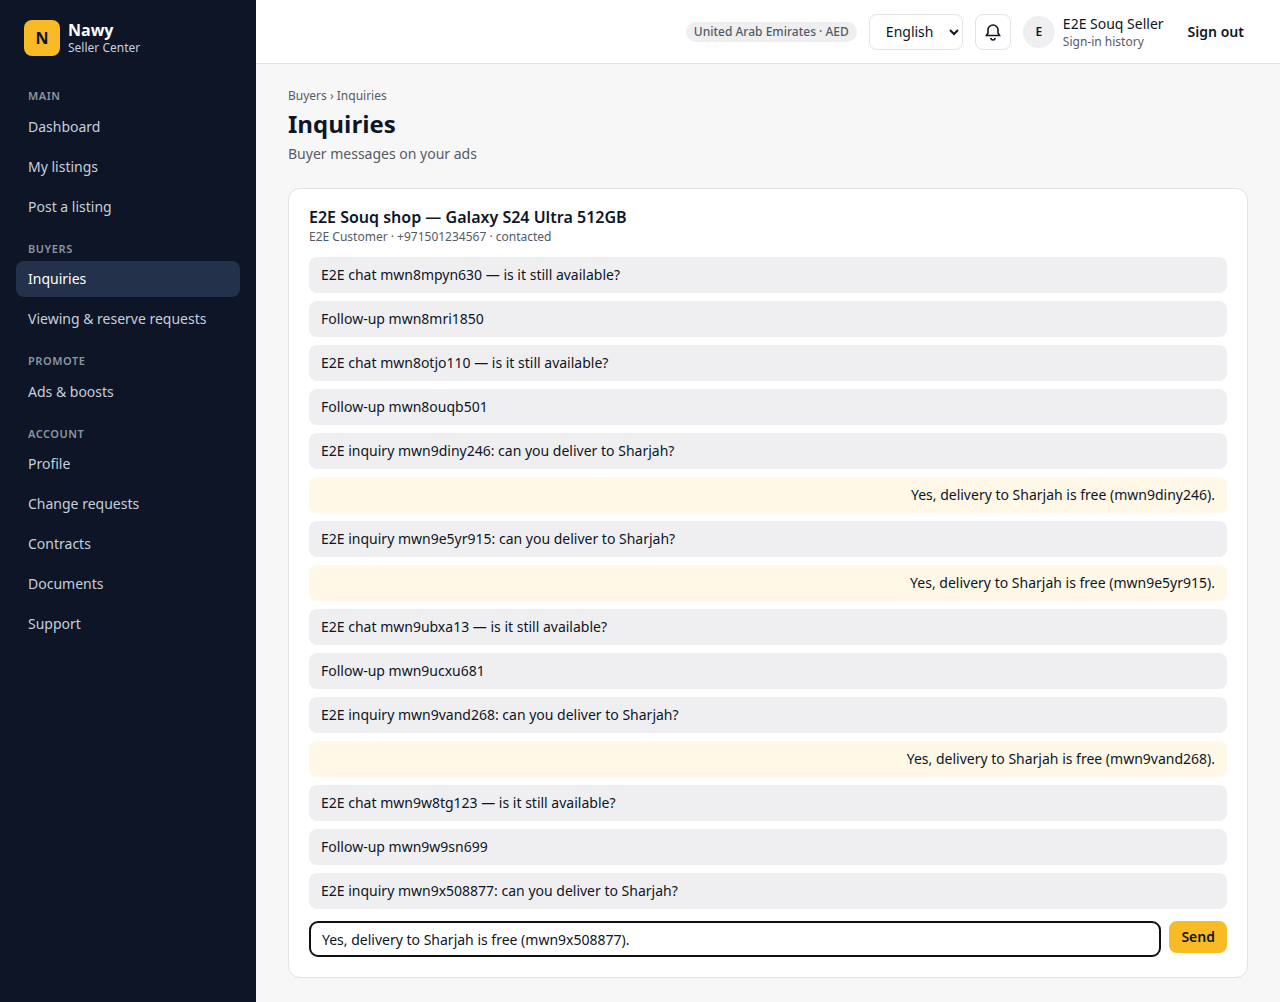 N
Nawy
Seller Center
MAIN
Dashboard
My listings
Post a listing
BUYERS
Inquiries
Viewing & reserve requests
PROMOTE
Ads & boosts
ACCOUNT
Profile
Change requests
Contracts
Documents
Support
United Arab Emirates · AED
English
E
E2E Souq Seller
Sign-in history
Sign out
Buyers › Inquiries
Inquiries
Buyer messages on your ads
E2E Souq shop — Galaxy S24 Ultra 512GB
E2E Customer · +971501234567 · contacted
E2E chat mwn8mpyn630 — is it still available?
Follow-up mwn8mri1850
E2E chat mwn8otjo110 — is it still available?
Follow-up mwn8ouqb501
E2E inquiry mwn9diny246: can you deliver to Sharjah?
Yes, delivery to Sharjah is free (mwn9diny246).
E2E inquiry mwn9e5yr915: can you deliver to Sharjah?
Yes, delivery to Sharjah is free (mwn9e5yr915).
E2E chat mwn9ubxa13 — is it still available?
Follow-up mwn9ucxu681
E2E inquiry mwn9vand268: can you deliver to Sharjah?
Yes, delivery to Sharjah is free (mwn9vand268).
E2E chat mwn9w8tg123 — is it still available?
Follow-up mwn9w9sn699
E2E inquiry mwn9x508877: can you deliver to Sharjah?
Yes, delivery to Sharjah is free (mwn9x508877).
Send